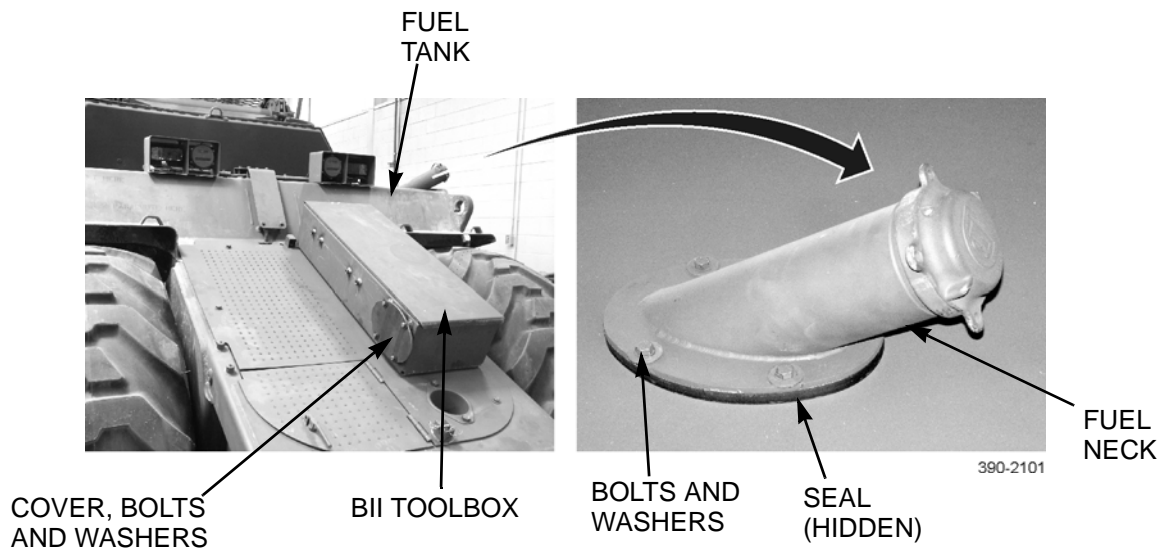 FUEL
TANK
COVER, BOLTS
AND WASHERS
BII TOOLBOX
BOLTS AND
WASHERS
SEAL
(HIDDEN)
FUEL
NECK
390-2101